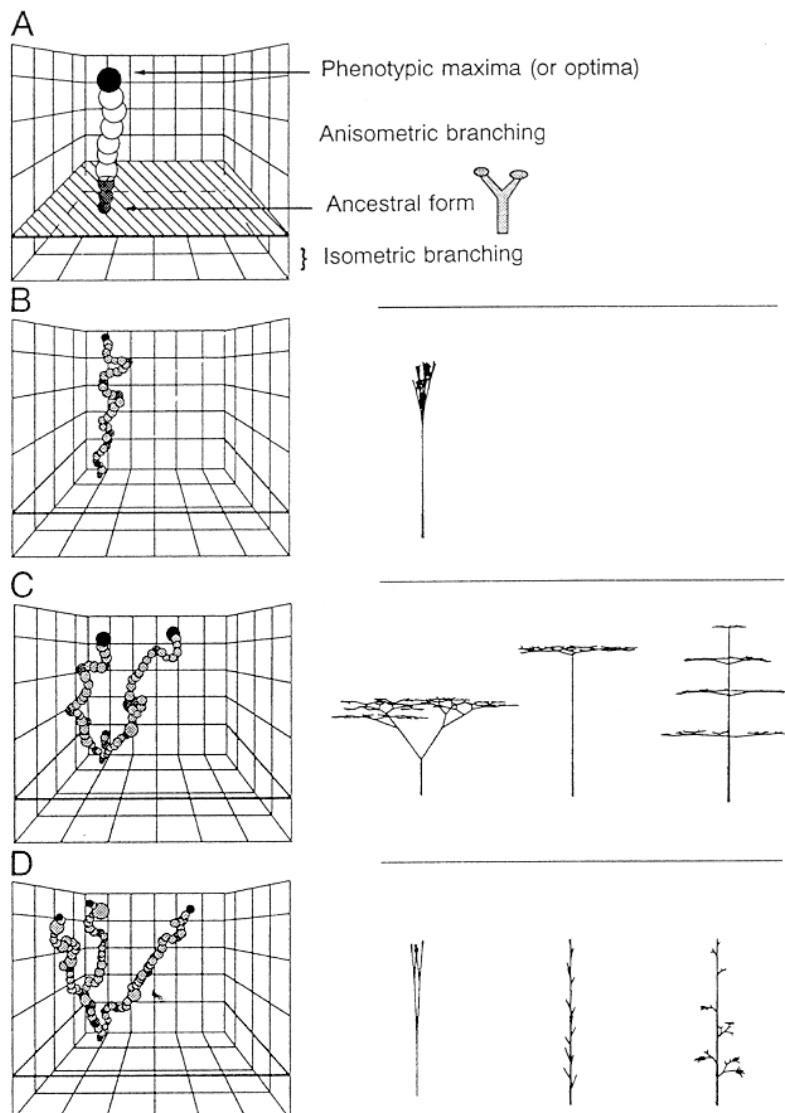 A
Phenotypic maxima (or optima)
Anisometric branching
Ancestral form
} Isometric branching
B
C
D